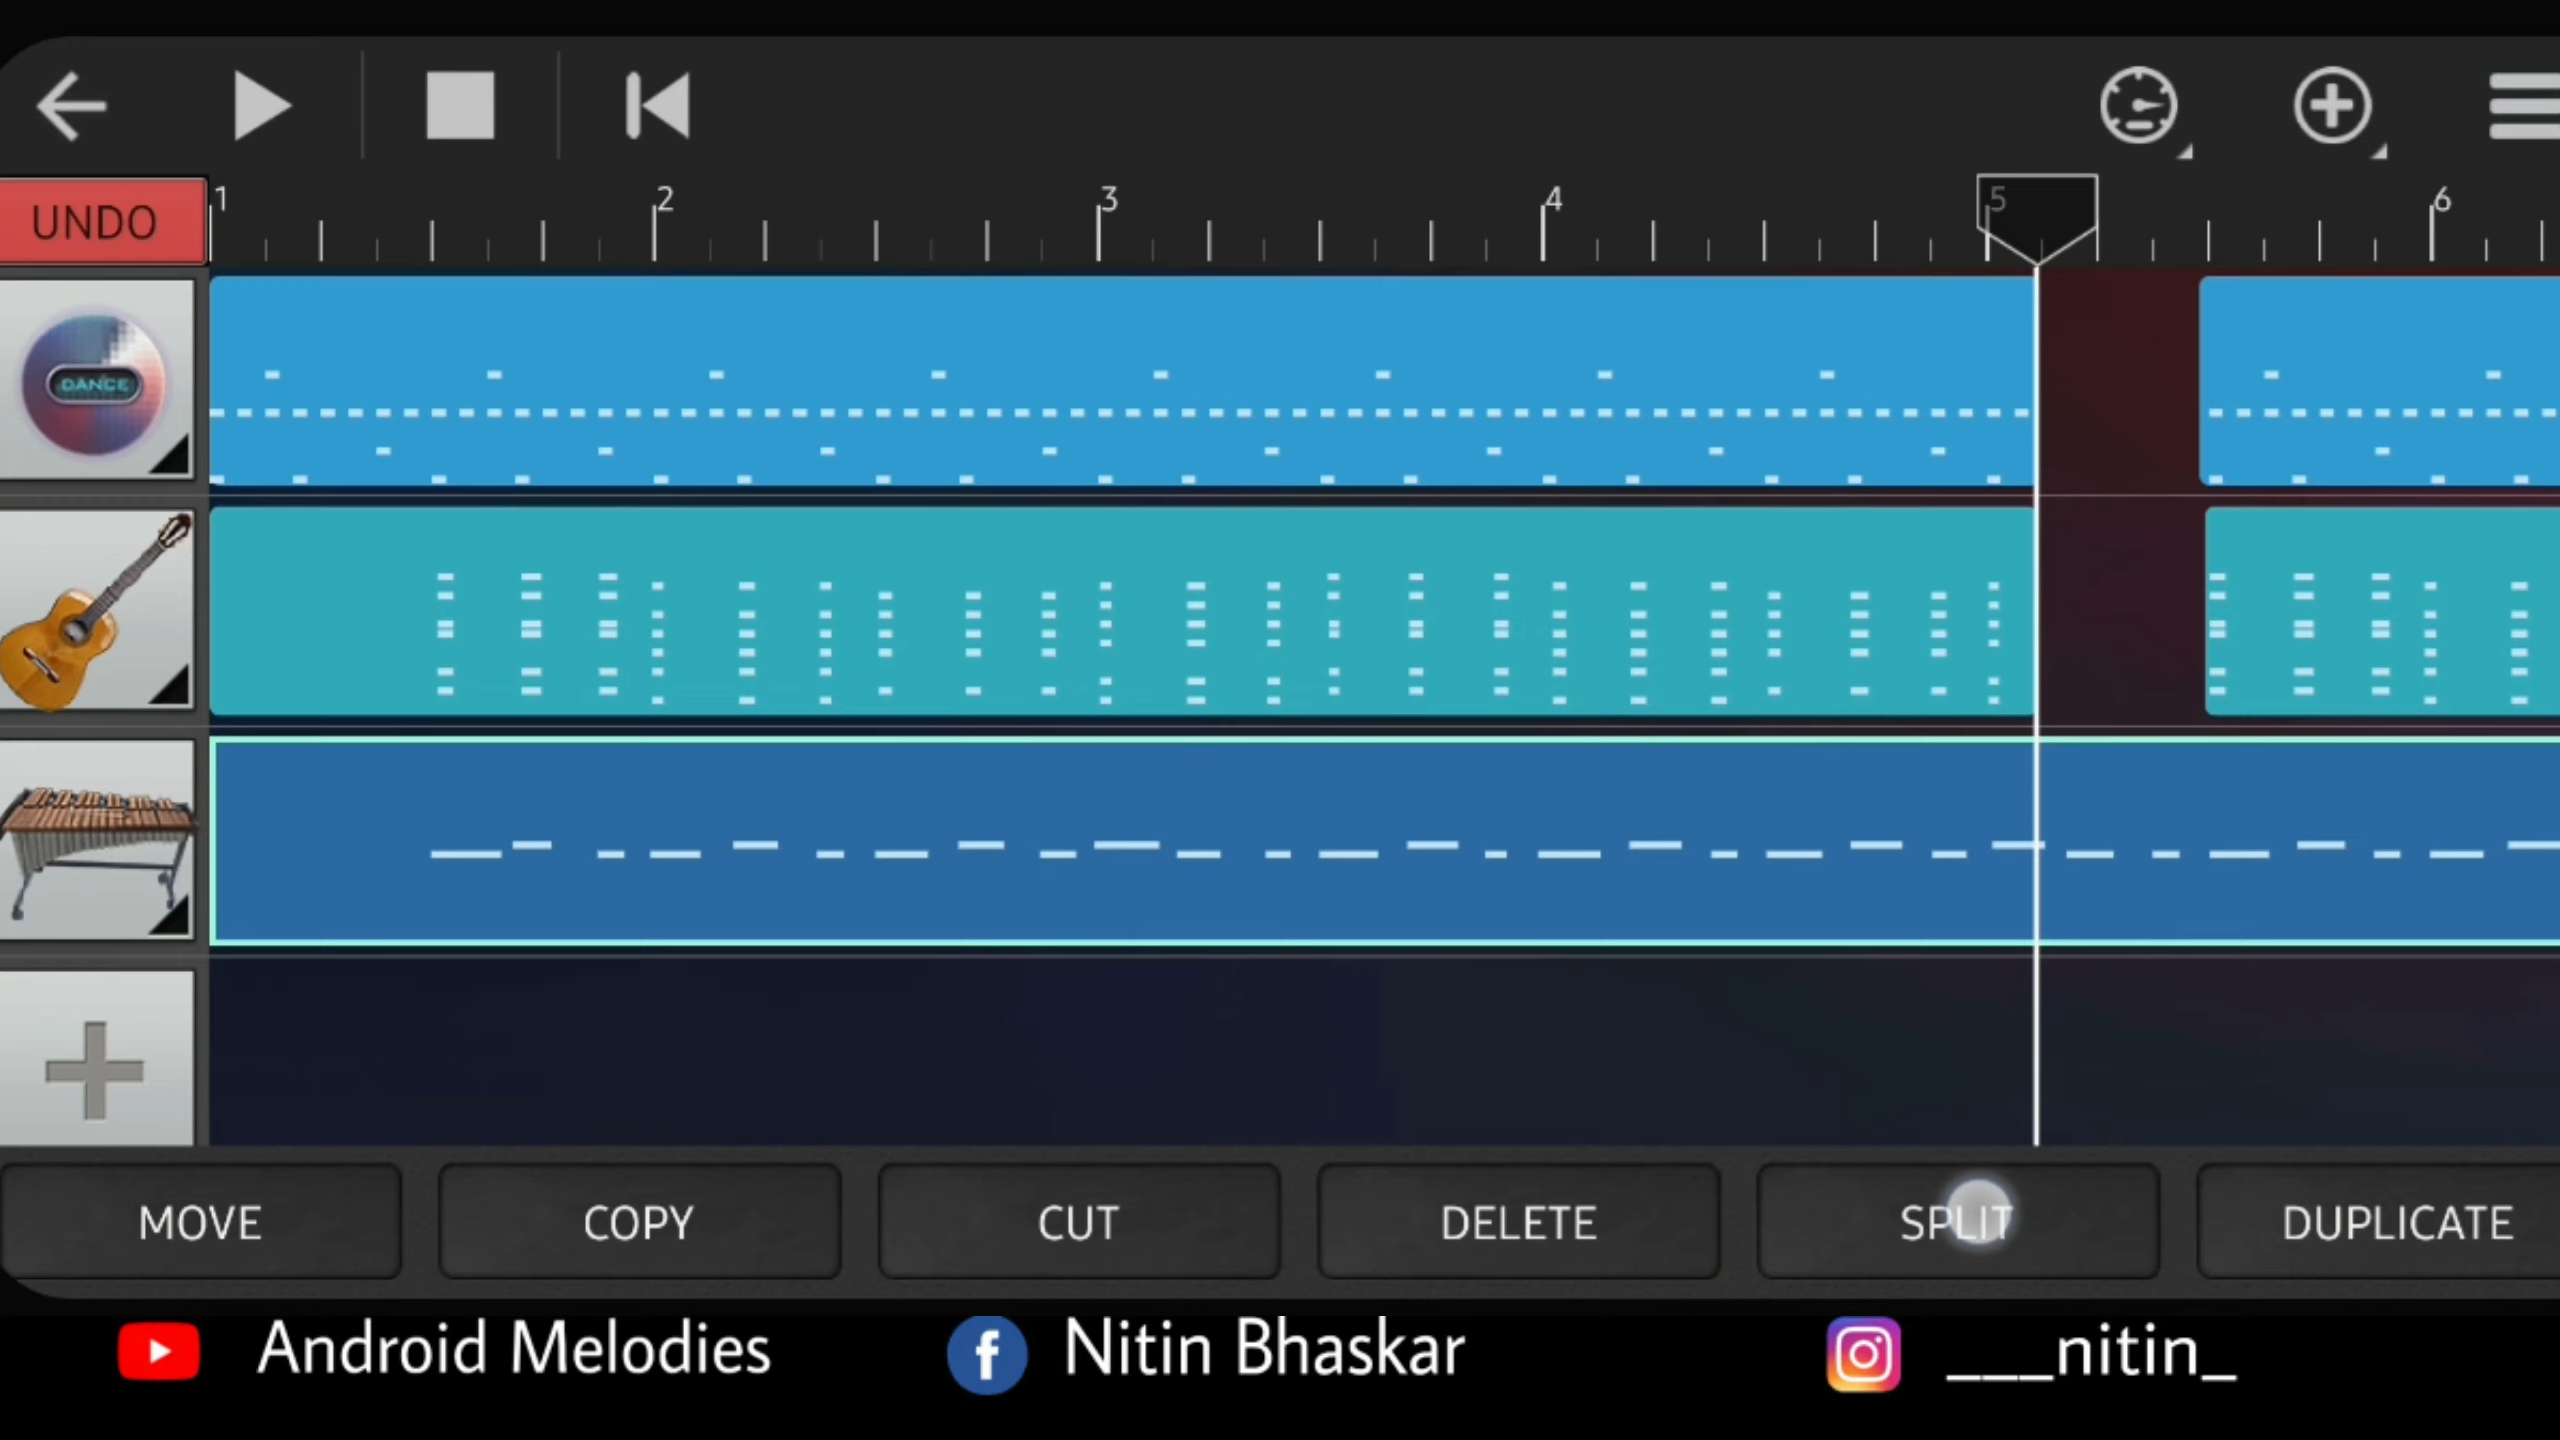 UNDO
1 2 3 4 5 6
DANCE
MOVE COPY CUT DELETE SPLIT DUPLICATE
Android Melodies Nitin Bhaskar ___nitin_